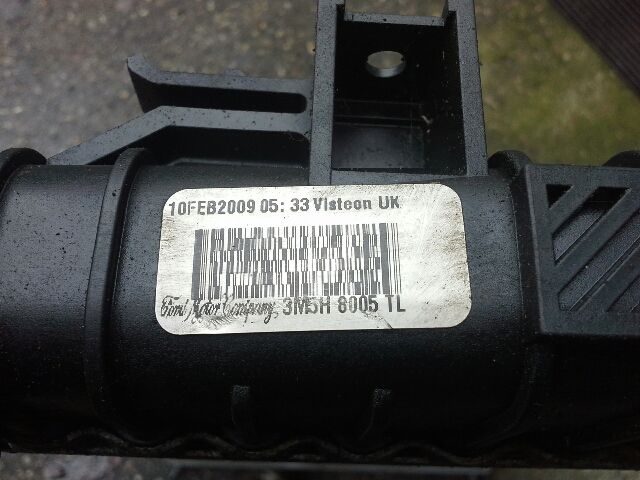 10FEB2009 05:33 Visteon UK
Ford Motor Company, 3M5H 8005 TL